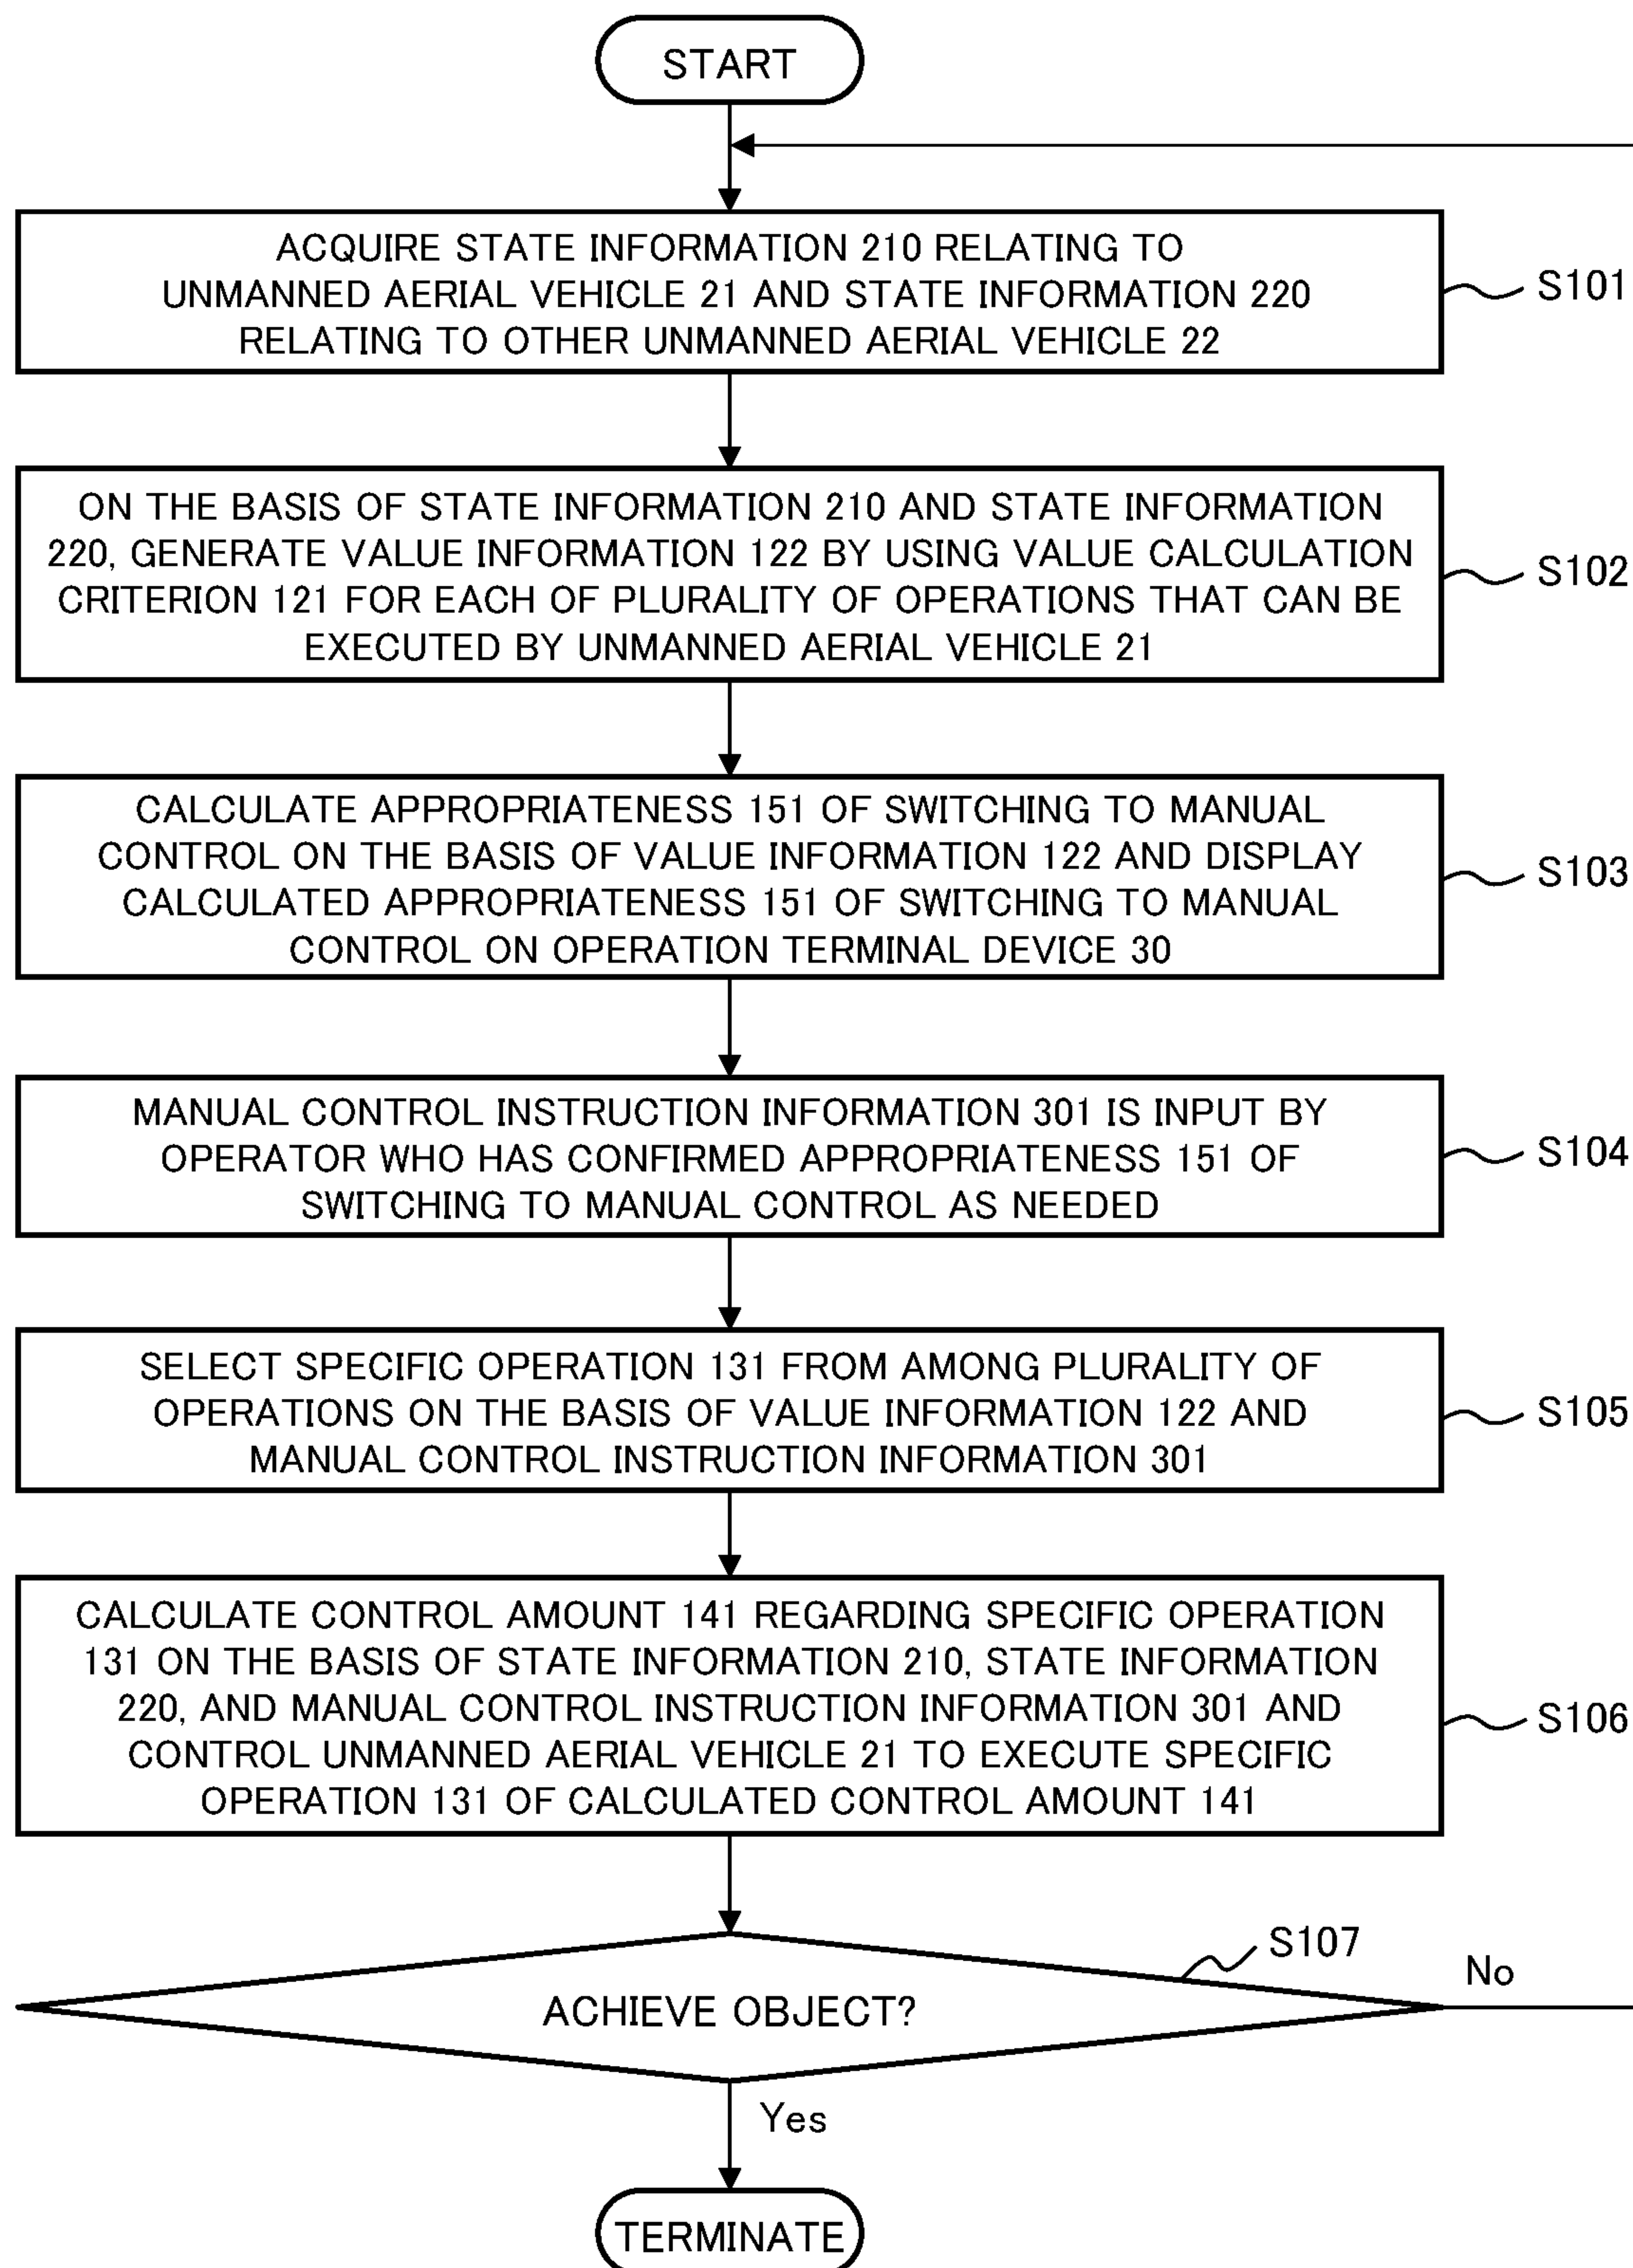 START
ACQUIRE STATE INFORMATION 210 RELATING TO
UNMANNED AERIAL VEHICLE 21 AND STATE INFORMATION 220
RELATING TO OTHER UNMANNED AERIAL VEHICLE 22
S101
ON THE BASIS OF STATE INFORMATION 210 AND STATE INFORMATION
220, GENERATE VALUE INFORMATION 122 BY USING VALUE CALCULATION
CRITERION 121 FOR EACH OF PLURALITY OF OPERATIONS THAT CAN BE
EXECUTED BY UNMANNED AERIAL VEHICLE 21
S102
CALCULATE APPROPRIATENESS 151 OF SWITCHING TO MANUAL
CONTROL ON THE BASIS OF VALUE INFORMATION 122 AND DISPLAY
CALCULATED APPROPRIATENESS 151 OF SWITCHING TO MANUAL
CONTROL ON OPERATION TERMINAL DEVICE 30
S103
MANUAL CONTROL INSTRUCTION INFORMATION 301 IS INPUT BY
OPERATOR WHO HAS CONFIRMED APPROPRIATENESS 151 OF
SWITCHING TO MANUAL CONTROL AS NEEDED
S104
SELECT SPECIFIC OPERATION 131 FROM AMONG PLURALITY OF
OPERATIONS ON THE BASIS OF VALUE INFORMATION 122 AND
MANUAL CONTROL INSTRUCTION INFORMATION 301
S105
CALCULATE CONTROL AMOUNT 141 REGARDING SPECIFIC OPERATION
131 ON THE BASIS OF STATE INFORMATION 210, STATE INFORMATION
220, AND MANUAL CONTROL INSTRUCTION INFORMATION 301 AND
CONTROL UNMANNED AERIAL VEHICLE 21 TO EXECUTE SPECIFIC
OPERATION 131 OF CALCULATED CONTROL AMOUNT 141
S106
S107
No
ACHIEVE OBJECT?
Yes
TERMINATE